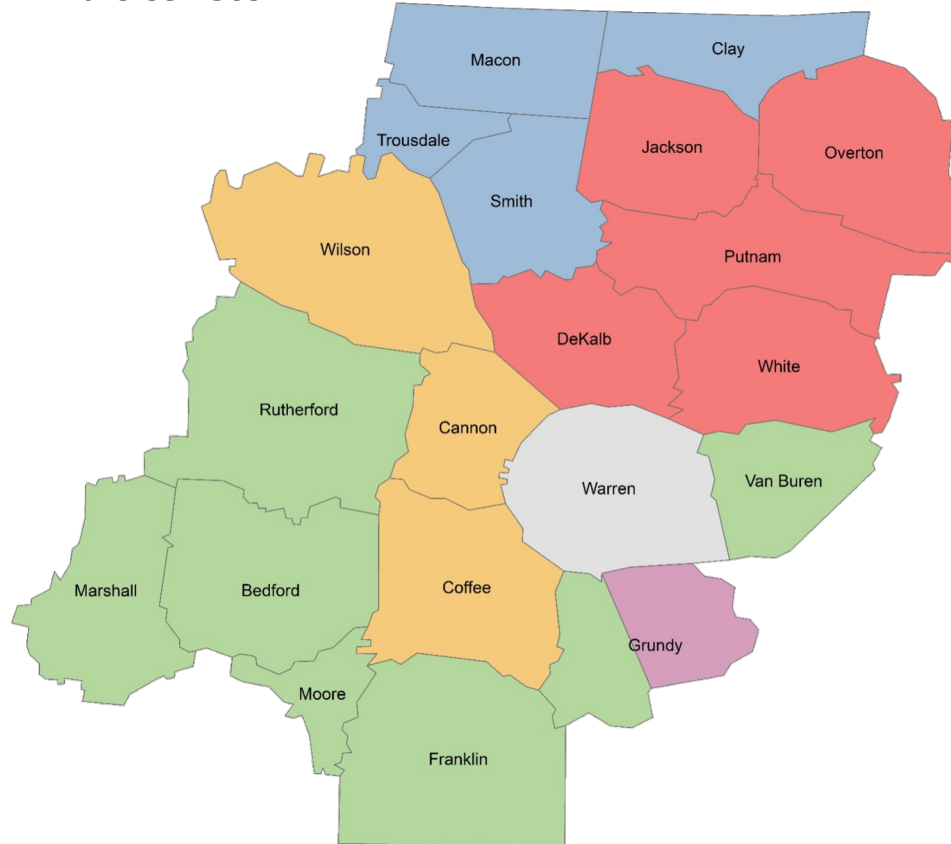 Macon
Clay
Trousdale
Jackson
Overton
Smith
Wilson
Putnam
DeKalb
White
Rutherford
Cannon
Van Buren
Warren
Marshall
Bedford
Coffee
Grundy
Moore
Franklin